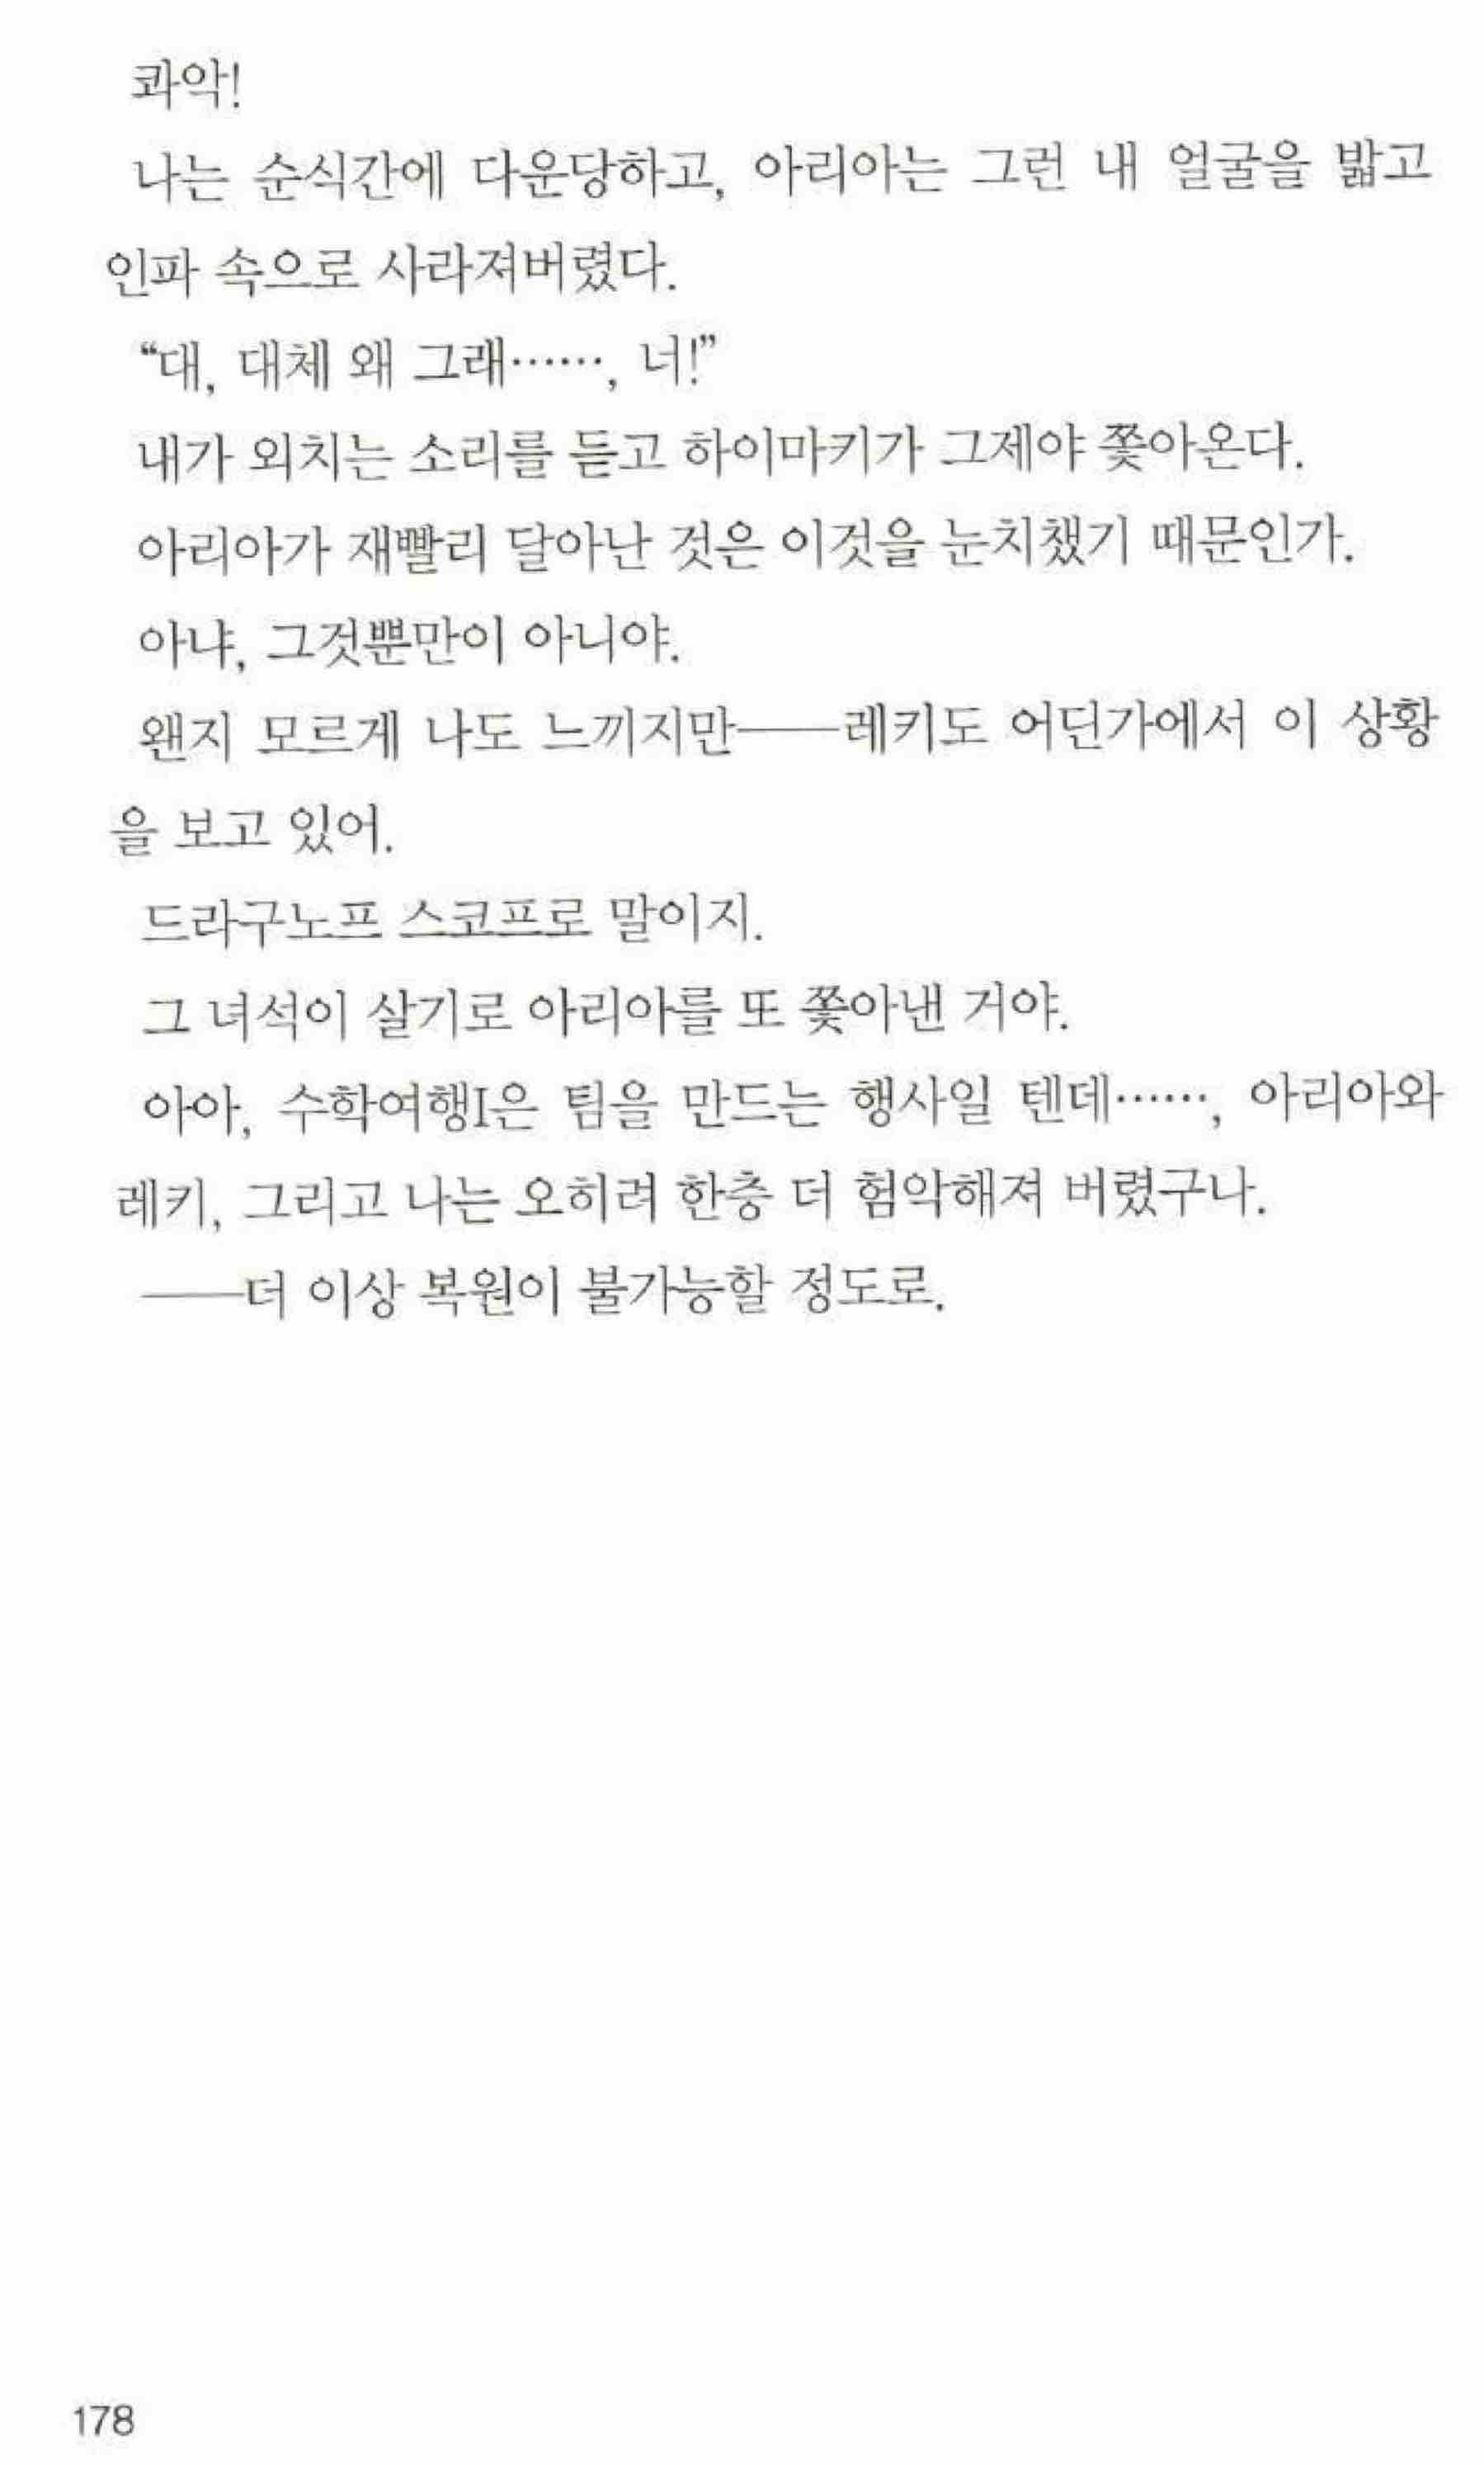 콰악!
나는 순식간에 다운당하고, 아리아는 그런 내 얼굴을 밟고
인파 속으로 사라져버렸다.
“대, 대체 왜 그래……, 너!”
내가 외치는 소리를 듣고 하이마키가 그제야 쫓아온다.
아리아가 재빨리 달아난 것은 이것을 눈치챘기 때문인가.
아냐, 그것뿐만이 아니야.
왠지 모르게 나도 느끼지만──레키도 어딘가에서 이 상황
을 보고 있어.
드라구노프 스코프로 말이지.
그 녀석이 살기로 아리아를 또 쫓아낸 거야.
아아, 수학여행I은 팀을 만드는 행사일 텐데……, 아리아와
레키, 그리고 나는 오히려 한층 더 험악해져 버렸구나.
──더 이상 복원이 불가능할 정도로.
178